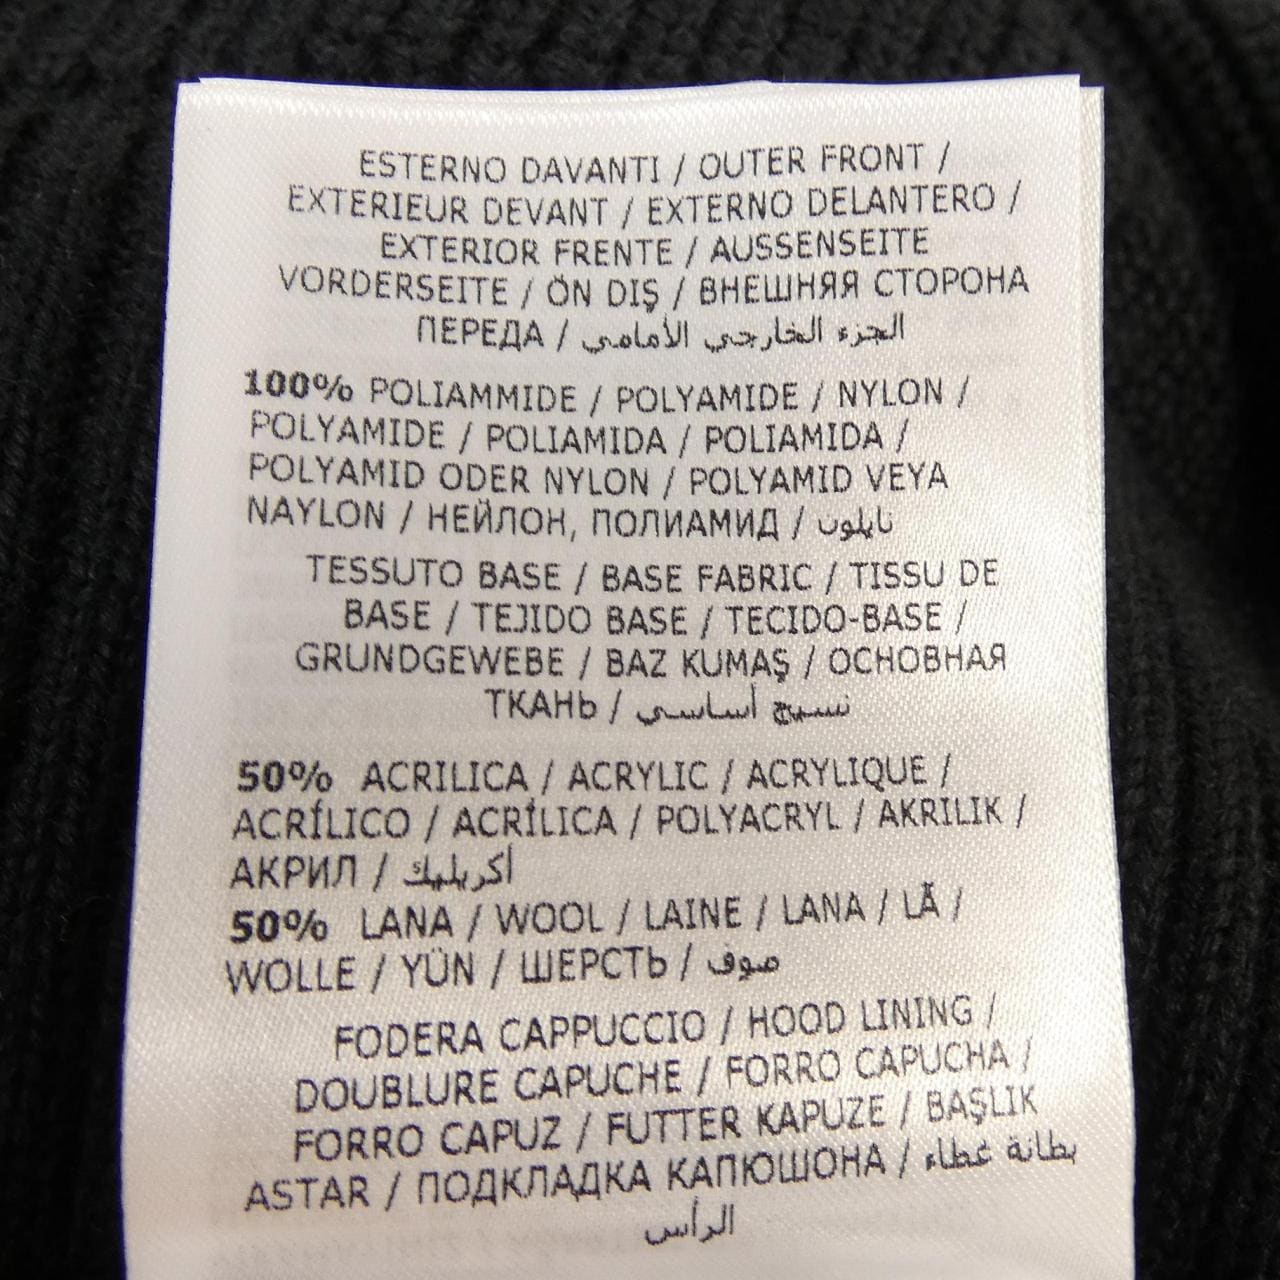 ESTERNO DAVANTI / OUTER FRONT /
EXTERIEUR DEVANT / EXTERNO DELANTERO /
EXTERIOR FRENTE / AUSSENSEITE
VORDERSEITE / ÖN DIŞ / ВНЕШНЯЯ СТОРОНА
ПЕРЕДА / الجزء الخارجي الأمامي
100% POLIAMMIDE / POLYAMIDE / NYLON /
POLYAMIDE / POLIAMIDA / POLIAMIDA /
POLYAMID ODER NYLON / POLYAMID VEYA
NAYLON / НЕЙЛОН, ПОЛИАМИД / نايلون
TESSUTO BASE / BASE FABRIC / TISSU DE
BASE / TEJIDO BASE / TECIDO-BASE /
GRUNDGEWEBE / BAZ KUMAŞ / ОСНОВНАЯ
ТКАНЬ / نسيج أساسي
50% ACRILICA / ACRYLIC / ACRYLIQUE /
ACRÍLICO / ACRÍLICA / POLYACRYL / AKRILIK /
АКРИЛ / أكريليك
50% LANA / WOOL / LAINE / LANA / LÃ /
WOLLE / YÜN / ШЕРСТЬ / صوف
FODERA CAPPUCCIO / HOOD LINING /
DOUBLURE CAPUCHE / FORRO CAPUCHA /
FORRO CAPUZ / FUTTER KAPUZE / BAŞLIK
ASTAR / ПОДКЛАДКА КАПЮШОНА / بطانة غطاء
الرأس